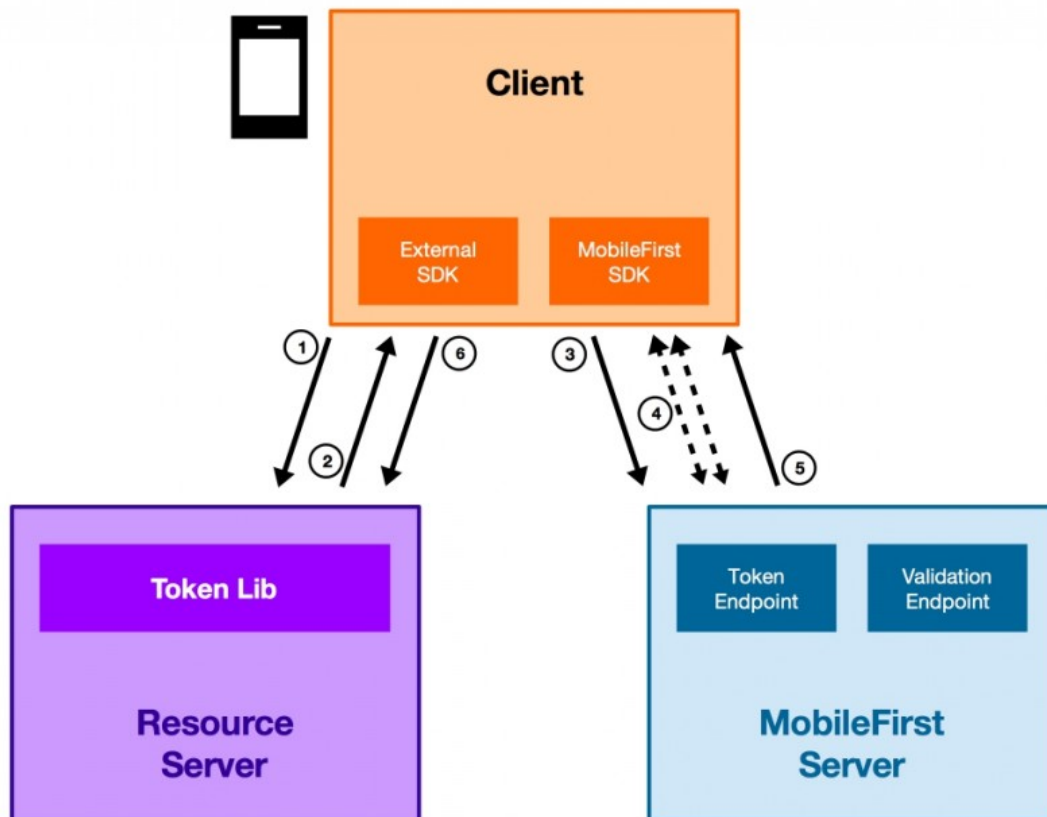 Client
External
SDK
MobileFirst
SDK
1
6
3
4
2
5
Token Lib
Token
Endpoint
Validation
Endpoint
Resource
Server
MobileFirst
Server